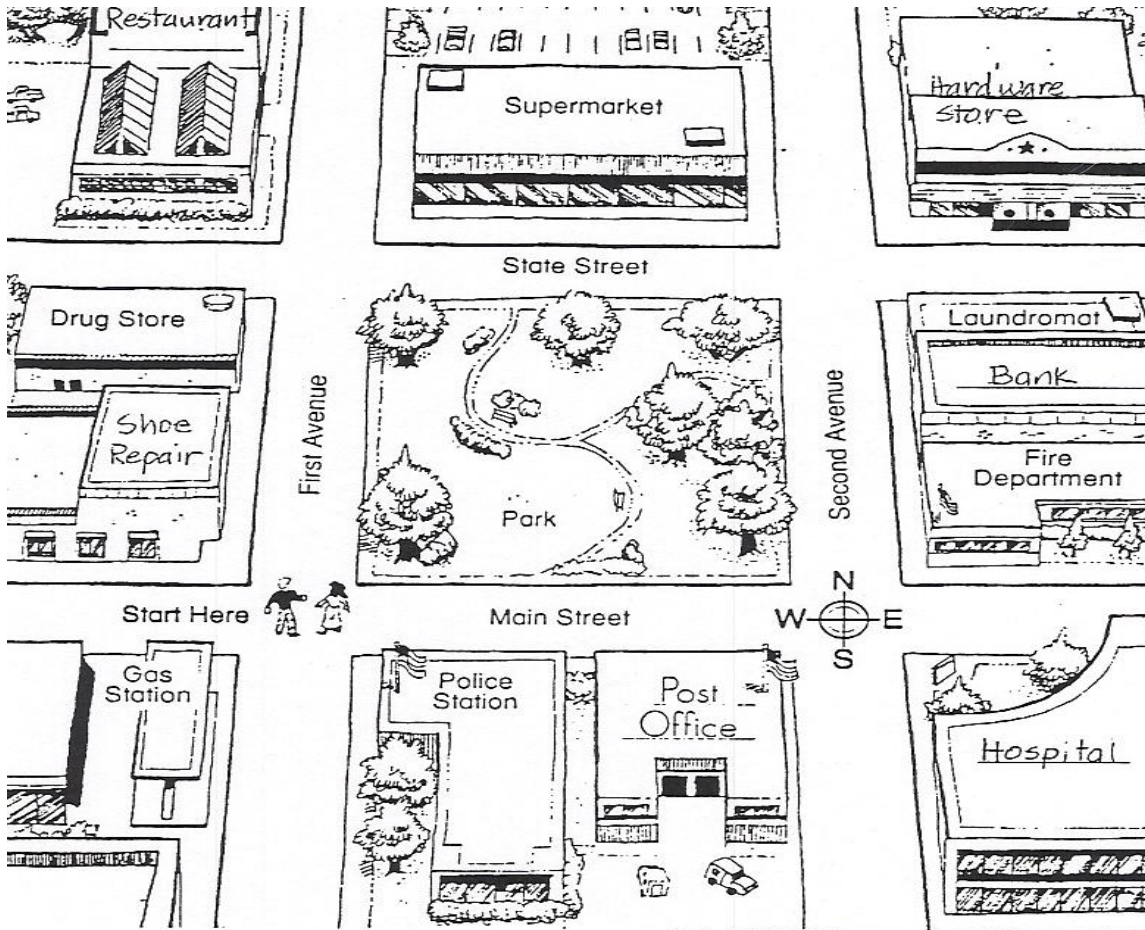 Restaurant
Supermarket
Hardware
Store
State Street
Drug Store
Laundromat
Bank
Shoe
Repair
First Avenue
Second Avenue
Fire
Department
Park
N
Start Here
Main Street
W
E
S
Gas
Station
Police
Station
Post
Office
Hospital